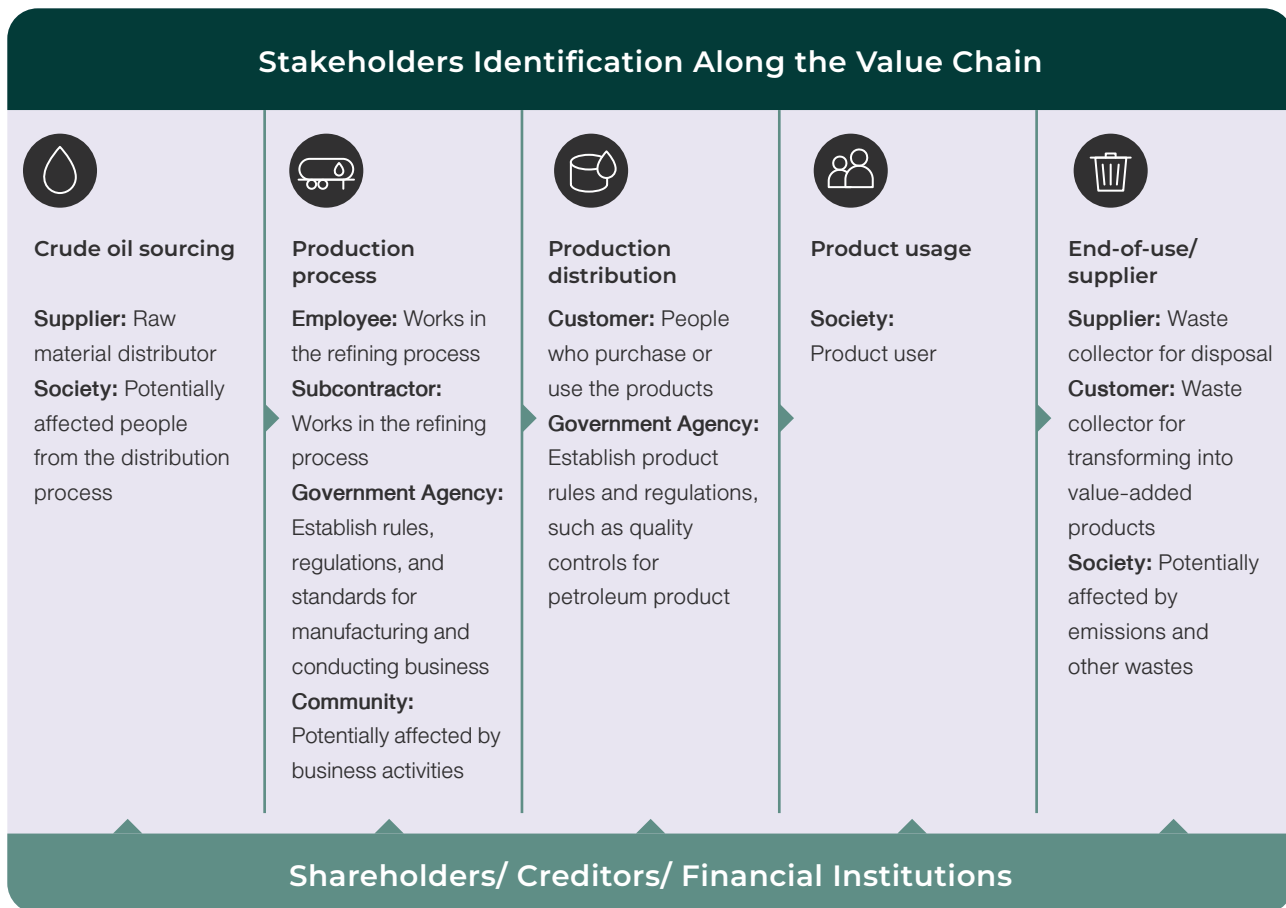 Stakeholders Identification Along the Value Chain
Crude oil sourcing
Supplier: Raw
material distributor
Society: Potentially
affected people
from the distribution
process
Production
process
Employee: Works in
the refining process
Subcontractor:
Works in the refining
process
Government Agency:
Establish rules,
regulations, and
standards for
manufacturing and
conducting business
Community:
Potentially affected by
business activities
Production
distribution
Customer: People
who purchase or
use the products
Government Agency:
Establish product
rules and regulations,
such as quality
controls for
petroleum product
Product usage
Society:
Product user
End-of-use/
supplier
Supplier: Waste
collector for disposal
Customer: Waste
collector for
transforming into
value-added
products
Society: Potentially
affected by
emissions and
other wastes
Shareholders/ Creditors/ Financial Institutions